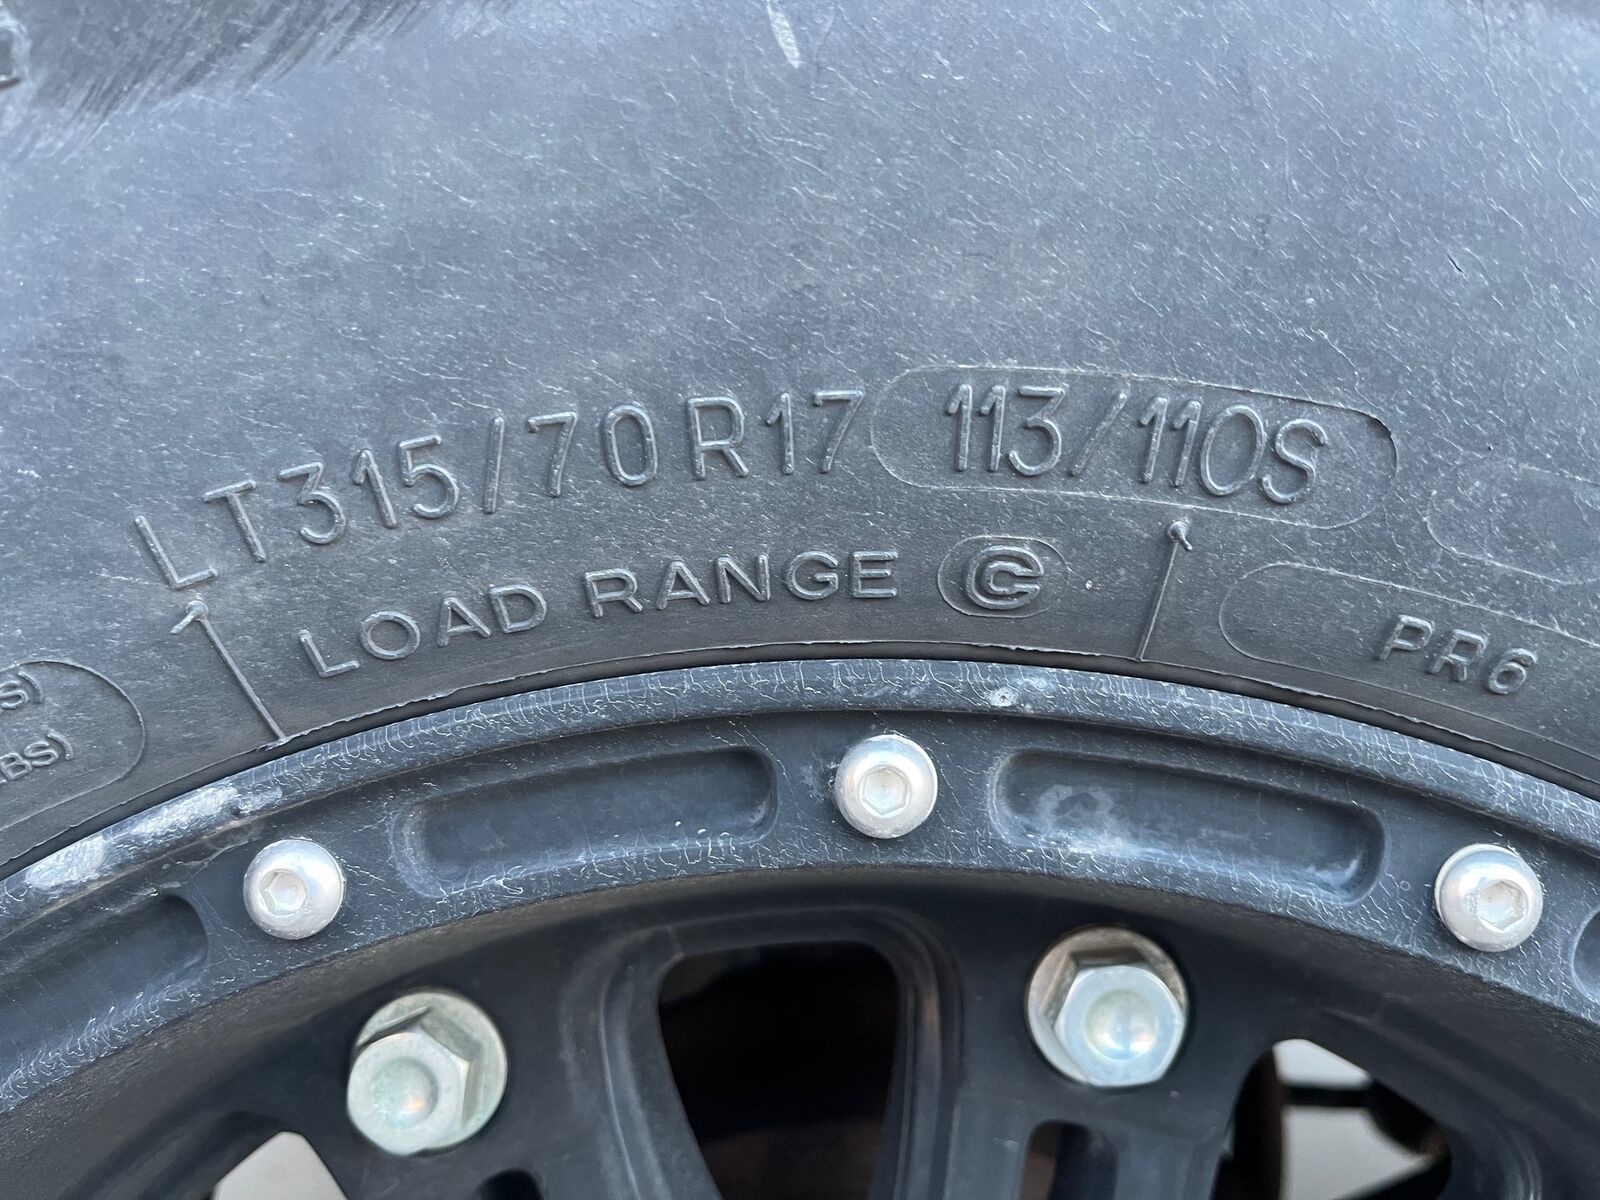 LT315/70R17 113/110S
LOAD RANGE C
PR6